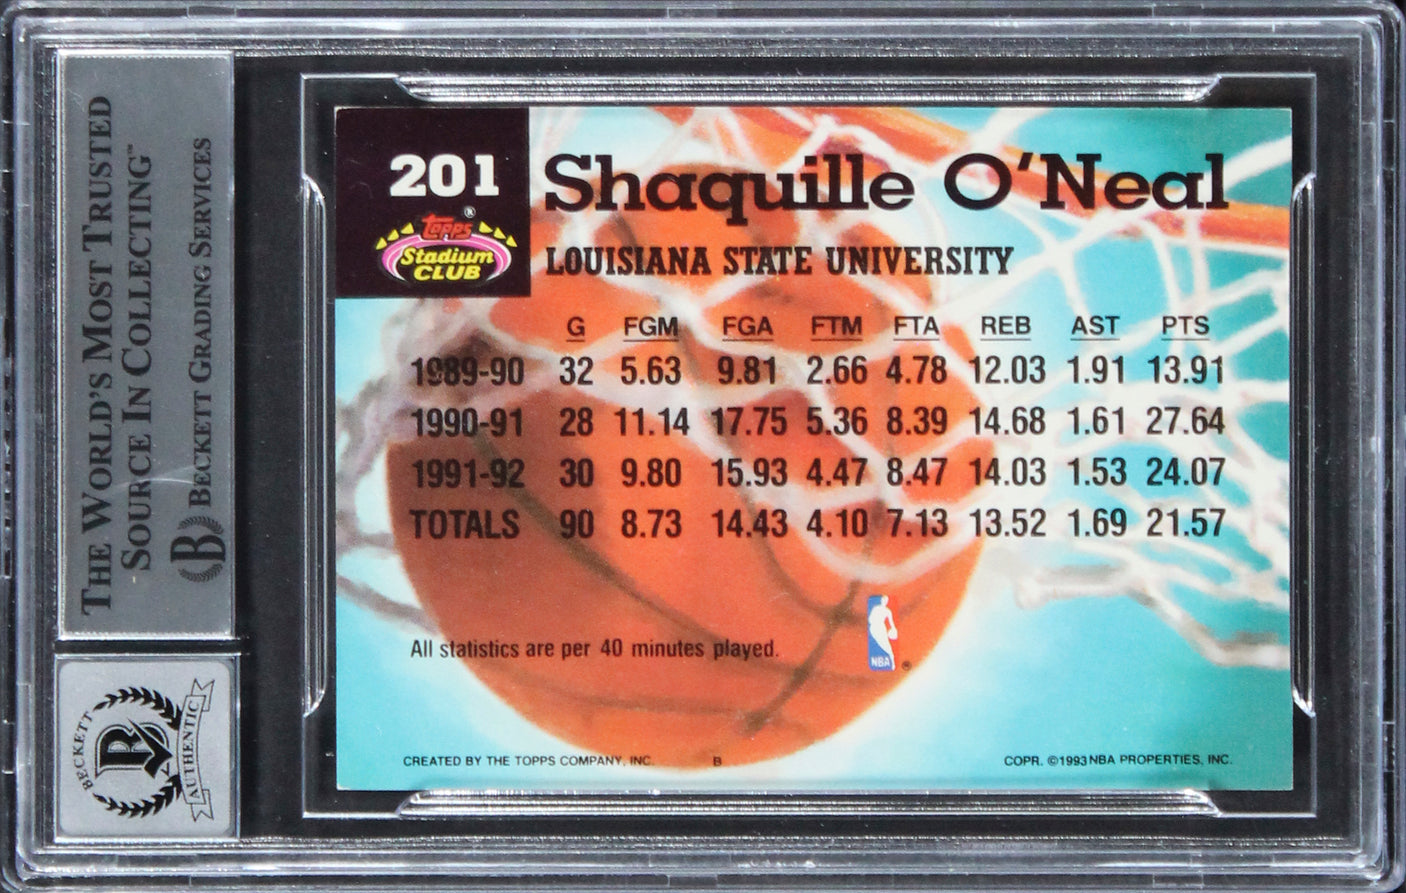 THE WORLD'S MOST TRUSTED
SOURCE IN COLLECTING™
BECKETT GRADING SERVICES
B
BECKETT
B
AUTHENTIC
201
Topps®
Stadium
CLUB
Shaquille O'Neal
LOUISIANA STATE UNIVERSITY
G FGM FGA FTM FTA REB AST PTS
1989-90 32 5.63 9.81 2.66 4.78 12.03 1.91 13.91
1990-91 28 11.14 17.75 5.36 8.39 14.68 1.61 27.64
1991-92 30 9.80 15.93 4.47 8.47 14.03 1.53 24.07
TOTALS 90 8.73 14.43 4.10 7.13 13.52 1.69 21.57
All statistics are per 40 minutes played.
NBA ®
CREATED BY THE TOPPS COMPANY, INC. B COPR. ©1993 NBA PROPERTIES, INC.